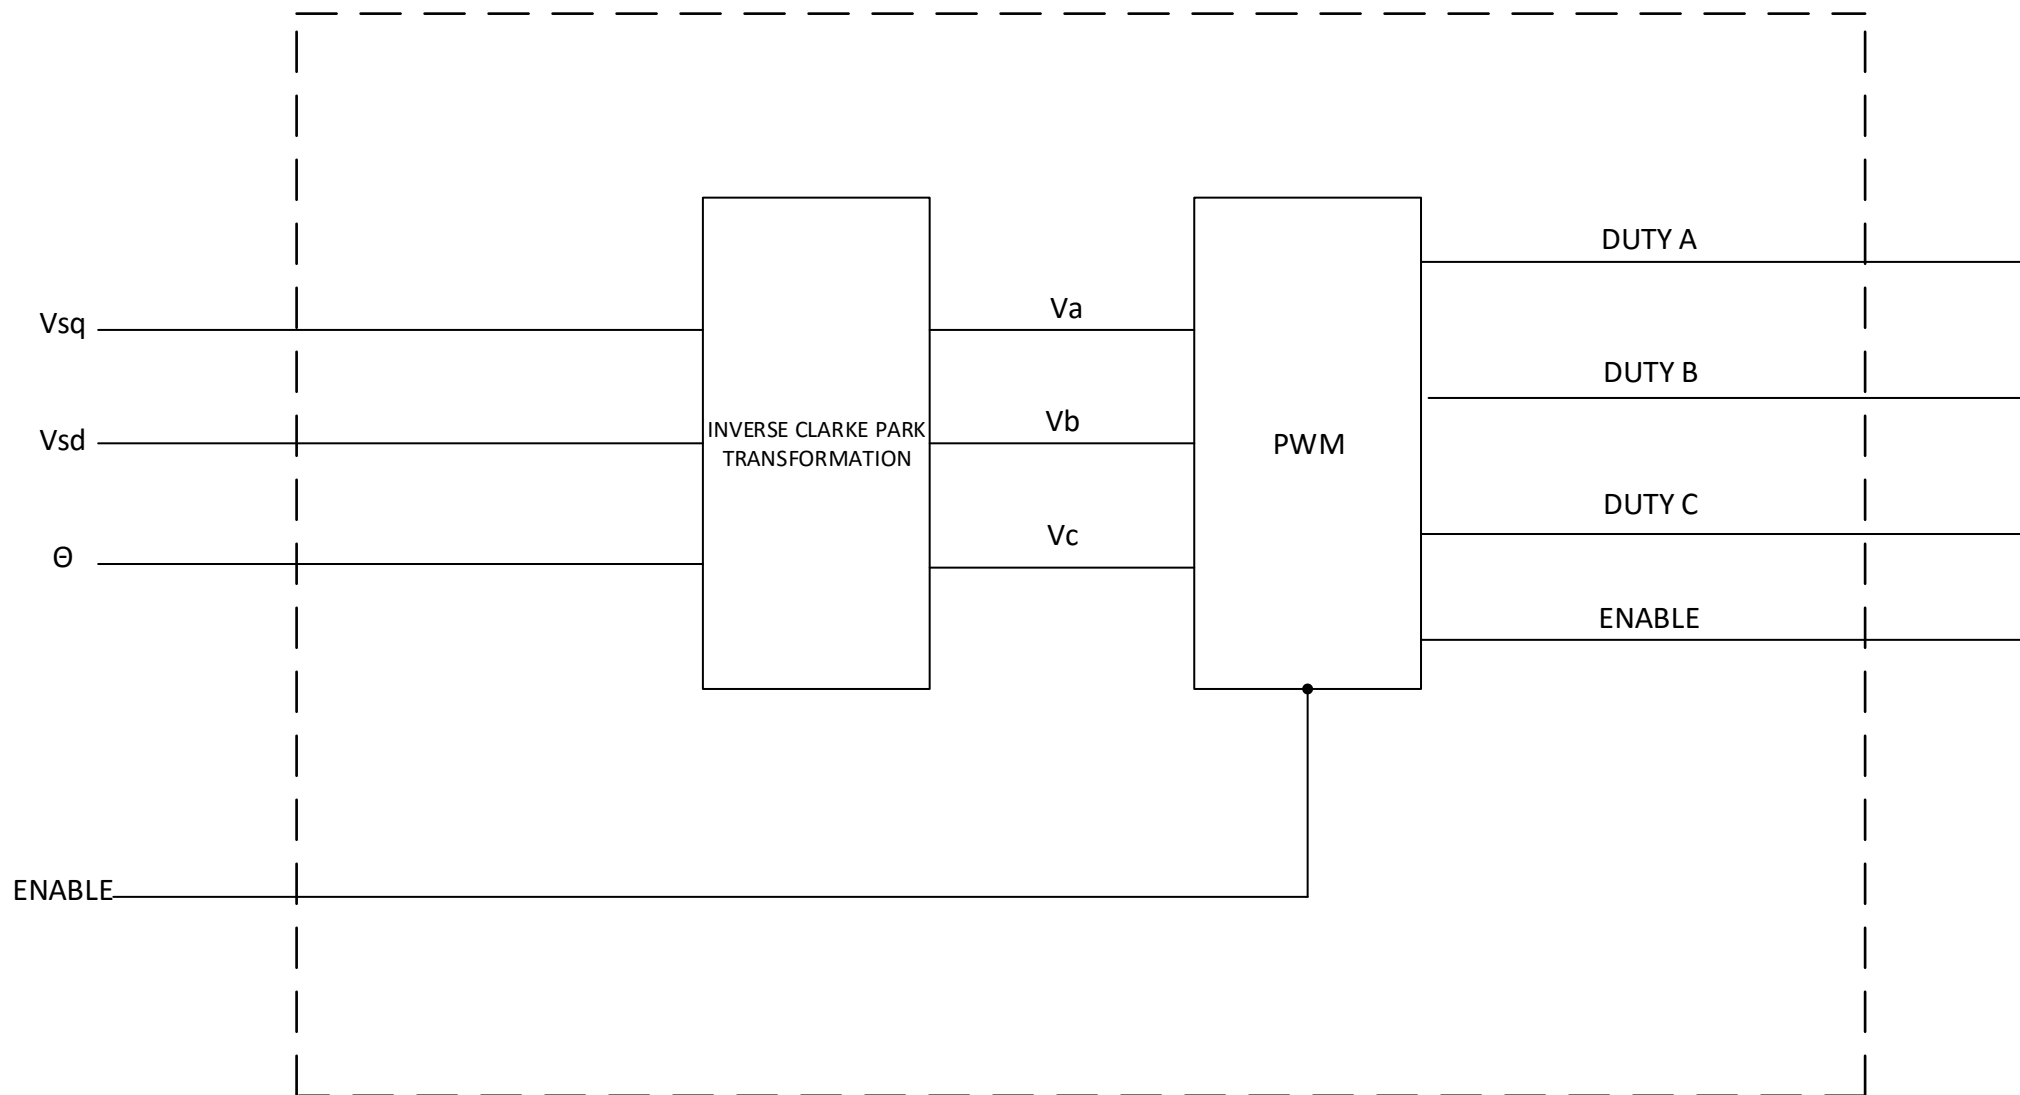 DUTY A
Va
Vsq
DUTY B
Vb
Vsd
INVERSE CLARKE PARK
TRANSFORMATION
PWM
DUTY C
Vc
Θ
ENABLE
ENABLE